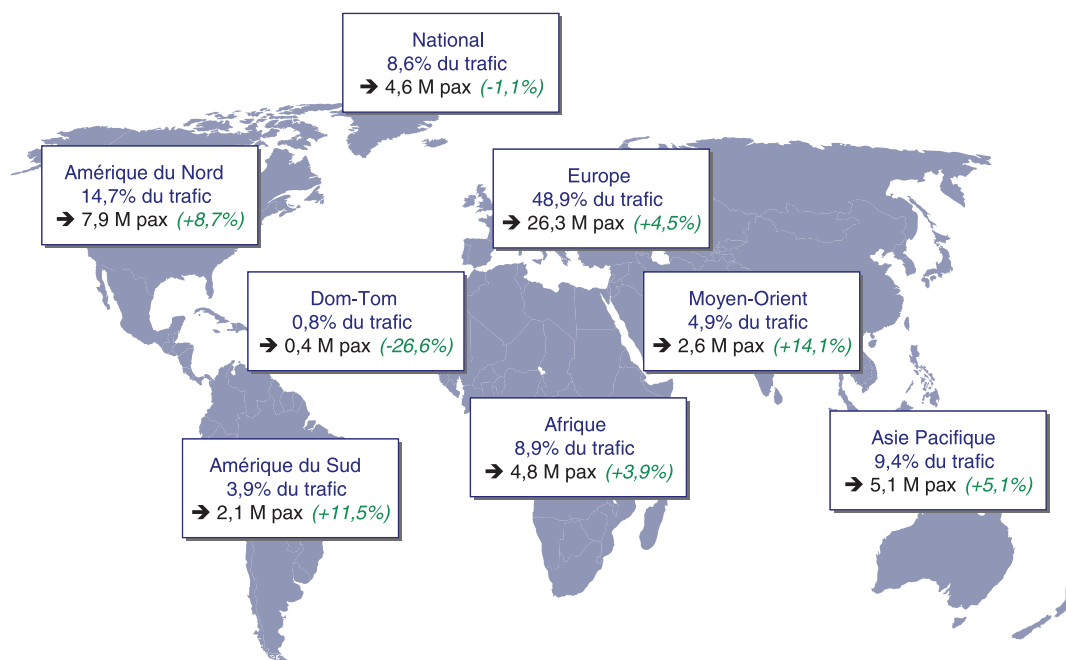 National
8,6% du trafic
➔ 4,6 M pax (-1,1%)
Amérique du Nord
14,7% du trafic
➔ 7,9 M pax (+8,7%)
Europe
48,9% du trafic
➔ 26,3 M pax (+4,5%)
Dom-Tom
0,8% du trafic
➔ 0,4 M pax (-26,6%)
Moyen-Orient
4,9% du trafic
➔ 2,6 M pax (+14,1%)
Afrique
8,9% du trafic
➔ 4,8 M pax (+3,9%)
Asie Pacifique
9,4% du trafic
➔ 5,1 M pax (+5,1%)
Amérique du Sud
3,9% du trafic
➔ 2,1 M pax (+11,5%)